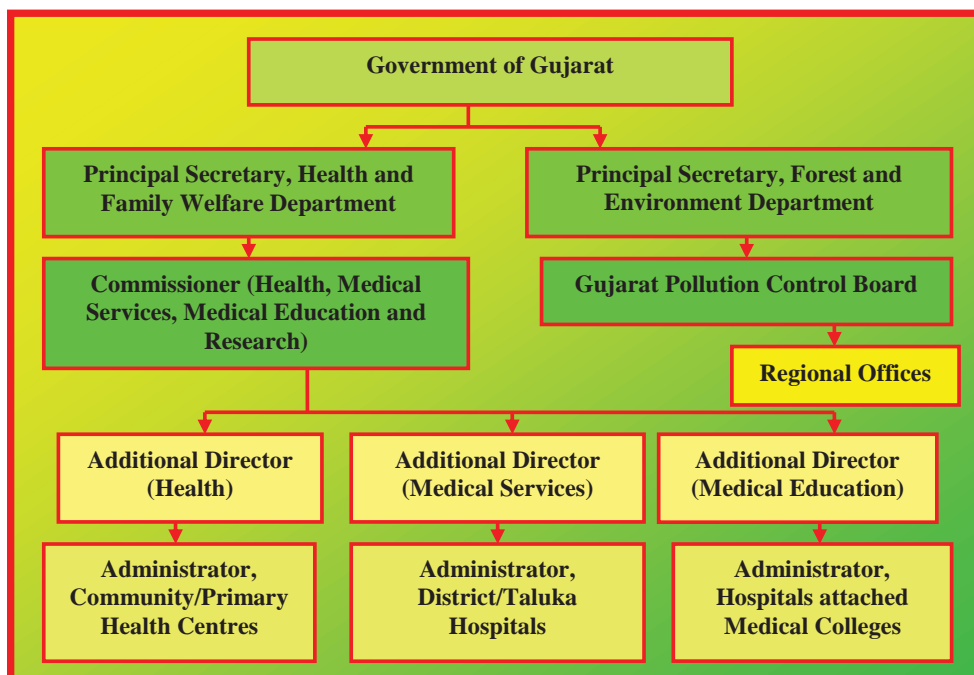 Government of Gujarat
Principal Secretary, Health and
Family Welfare Department
Principal Secretary, Forest and
Environment Department
Commissioner (Health, Medical
Services, Medical Education and
Research)
Gujarat Pollution Control Board
Regional Offices
Additional Director
(Health)
Additional Director
(Medical Services)
Additional Director
(Medical Education)
Administrator,
Community/Primary
Health Centres
Administrator,
District/Taluka
Hospitals
Administrator,
Hospitals attached
Medical Colleges